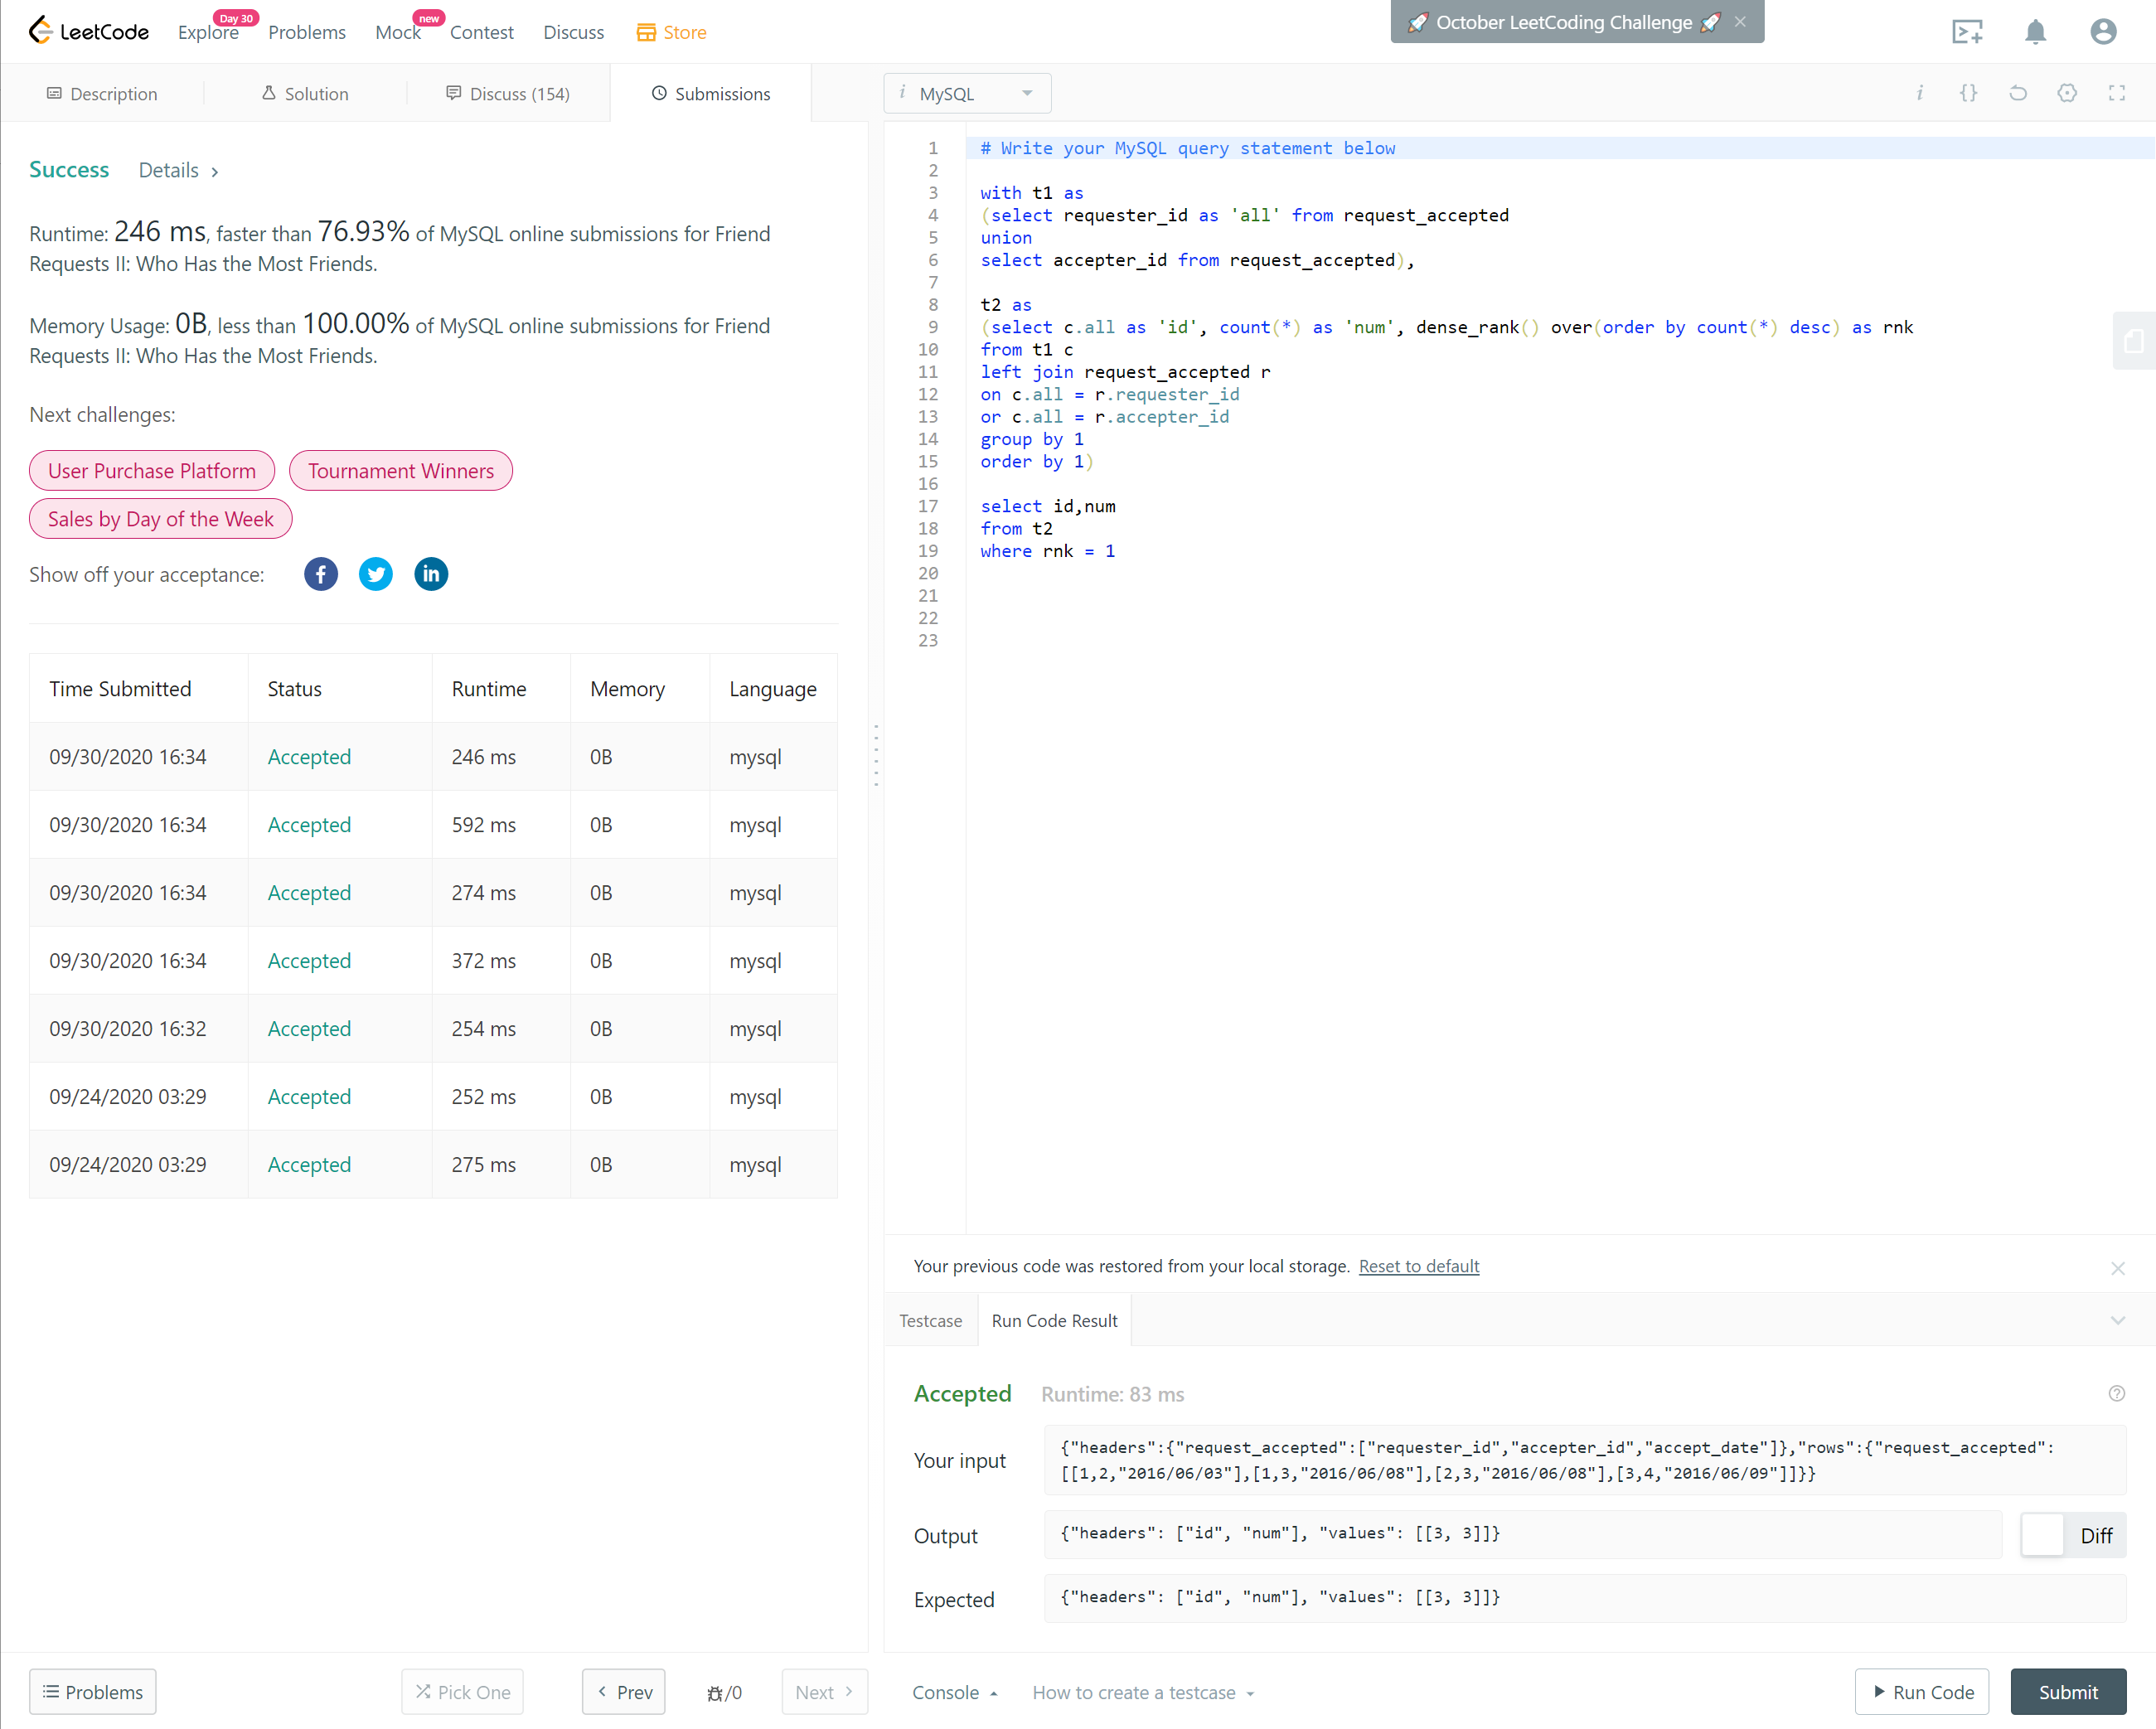 LeetCode
Explore
Day 30
Problems
Mock
new
Contest
Discuss
Store
🚀 October LeetCoding Challenge 🚀 ×
Description
Solution
Discuss (154)
Submissions
i MySQL
i {}
Success
Details >
Runtime: 246 ms, faster than 76.93% of MySQL online submissions for Friend
Requests II: Who Has the Most Friends.
Memory Usage: 0B, less than 100.00% of MySQL online submissions for Friend
Requests II: Who Has the Most Friends.
Next challenges:
User Purchase Platform
Tournament Winners
Sales by Day of the Week
Show off your acceptance:
f
in
Time Submitted Status Runtime Memory Language
09/30/2020 16:34 Accepted 246 ms 0B mysql
09/30/2020 16:34 Accepted 592 ms 0B mysql
09/30/2020 16:34 Accepted 274 ms 0B mysql
09/30/2020 16:34 Accepted 372 ms 0B mysql
09/30/2020 16:32 Accepted 254 ms 0B mysql
09/24/2020 03:29 Accepted 252 ms 0B mysql
09/24/2020 03:29 Accepted 275 ms 0B mysql
1 # Write your MySQL query statement below
2
3 with t1 as
4 (select requester_id as 'all' from request_accepted
5 union
6 select accepter_id from request_accepted),
7
8 t2 as
9 (select c.all as 'id', count(*) as 'num', dense_rank() over(order by count(*) desc) as rnk
10 from t1 c
11 left join request_accepted r
12 on c.all = r.requester_id
13 or c.all = r.accepter_id
14 group by 1
15 order by 1)
16
17 select id,num
18 from t2
19 where rnk = 1
20
21
22
23
Your previous code was restored from your local storage. Reset to default
Testcase
Run Code Result
Accepted
Runtime: 83 ms
Your input
{"headers":{"request_accepted":["requester_id","accepter_id","accept_date"]},"rows":{"request_accepted":
[[1,2,"2016/06/03"],[1,3,"2016/06/08"],[2,3,"2016/06/08"],[3,4,"2016/06/09"]]}}
Output
{"headers": ["id", "num"], "values": [[3, 3]]}
Diff
Expected
{"headers": ["id", "num"], "values": [[3, 3]]}
Problems
Pick One
< Prev
/0
Next >
Console
How to create a testcase
Run Code
Submit